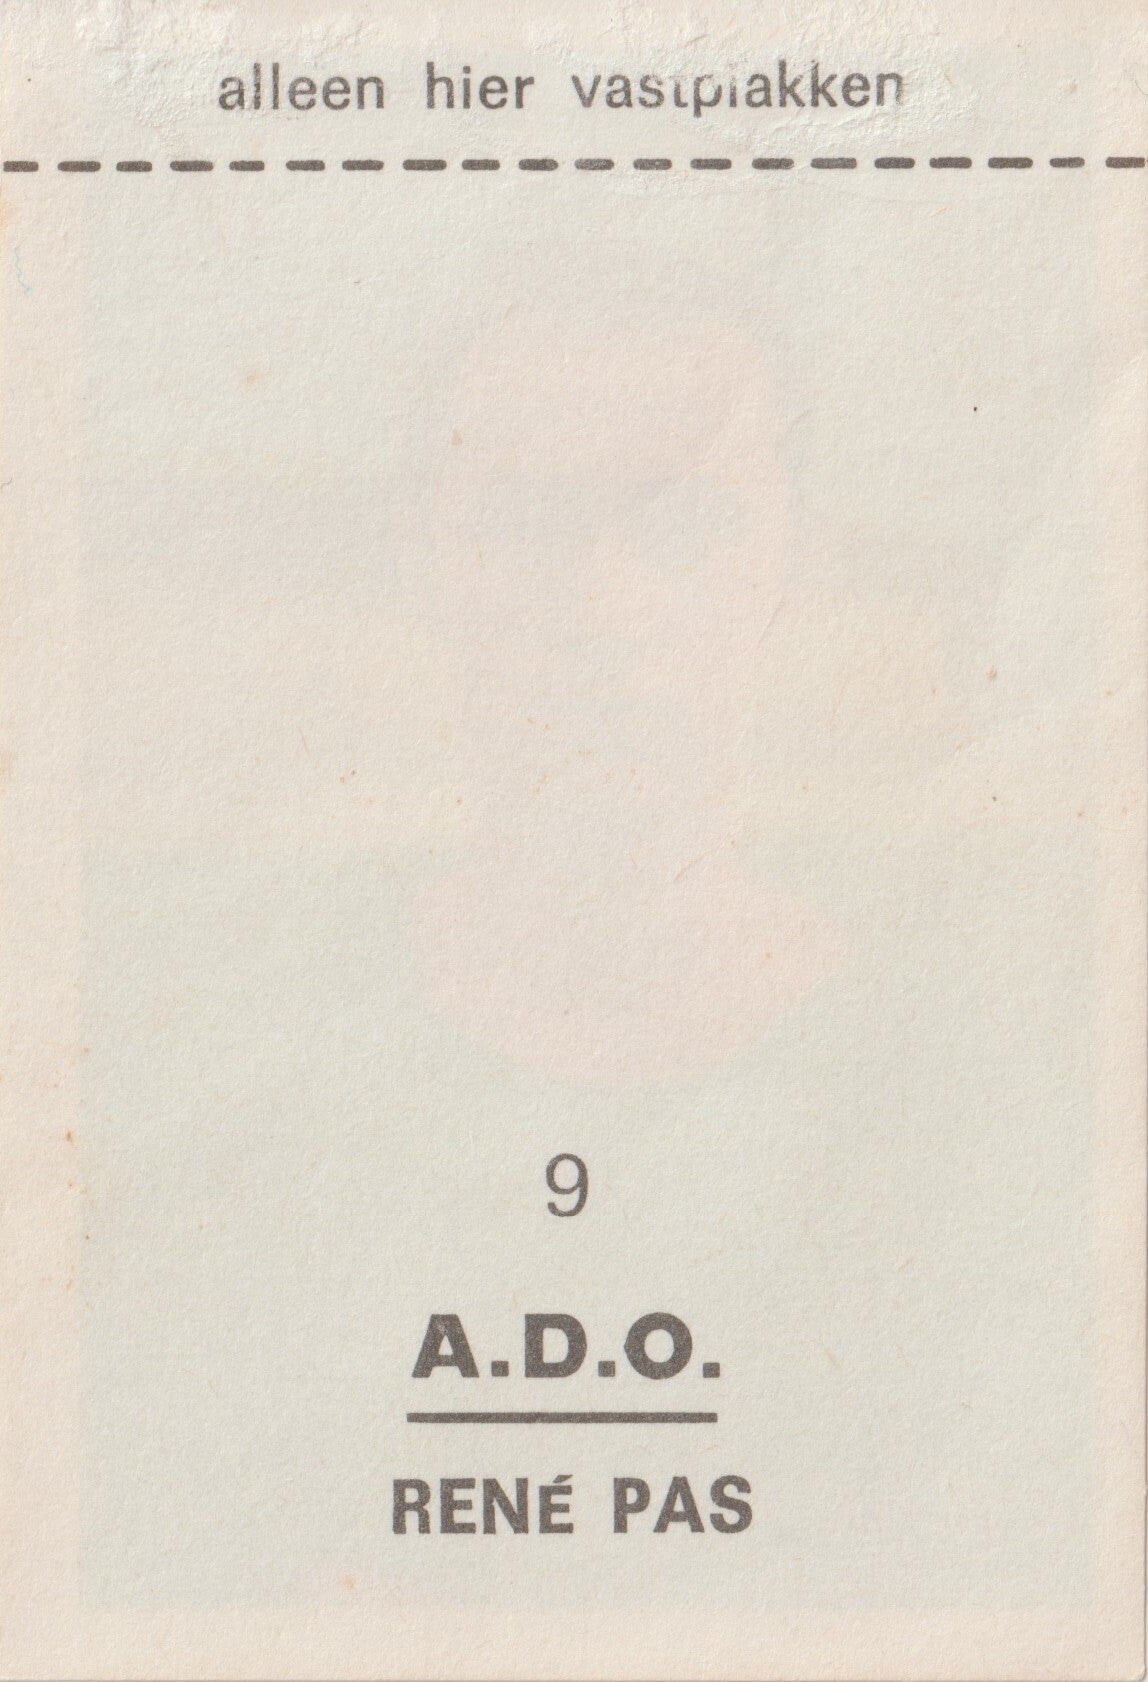 alleen hier vastplakken
9
A.D.O.
RENÉ PAS